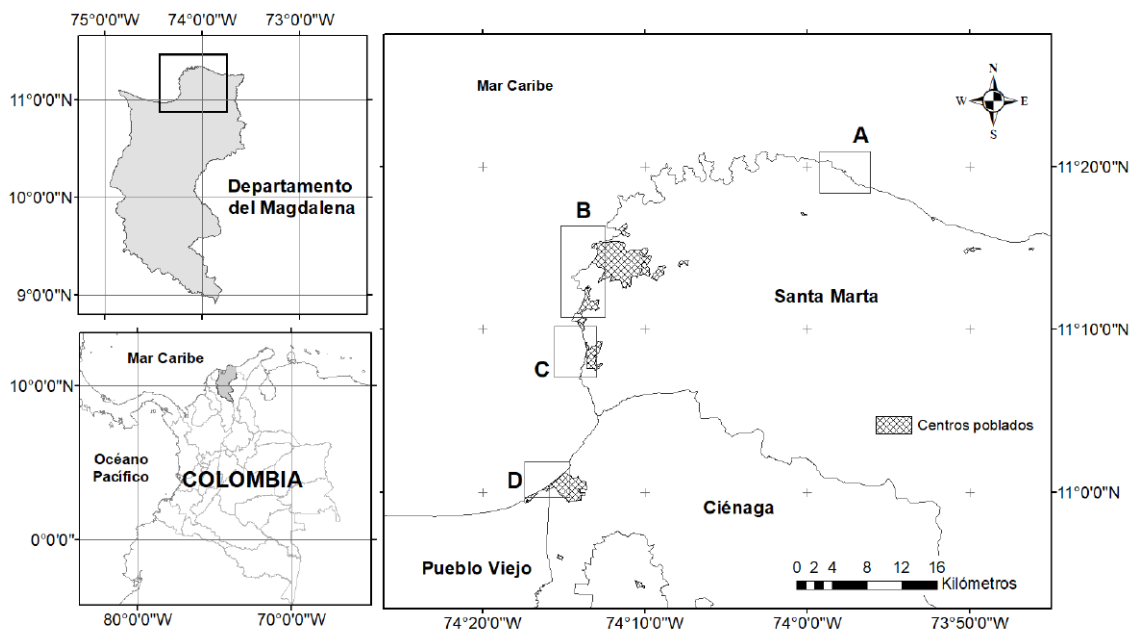 75°0'0"W 74°0'0"W 73°0'0"W
11°0'0"N
10°0'0"N
9°0'0"N
Departamento
del Magdalena
Mar Caribe
10°0'0"N
0°0'0"
Océano
Pacífico
COLOMBIA
80°0'0"W 70°0'0"W
Mar Caribe
N
W E
S
A
B
C
D
11°20'0"N
11°10'0"N
11°0'0"N
Santa Marta
Centros poblados
Ciénaga
Pueblo Viejo
0 2 4 8 12 16
Kilómetros
74°20'0"W 74°10'0"W 74°0'0"W 73°50'0"W